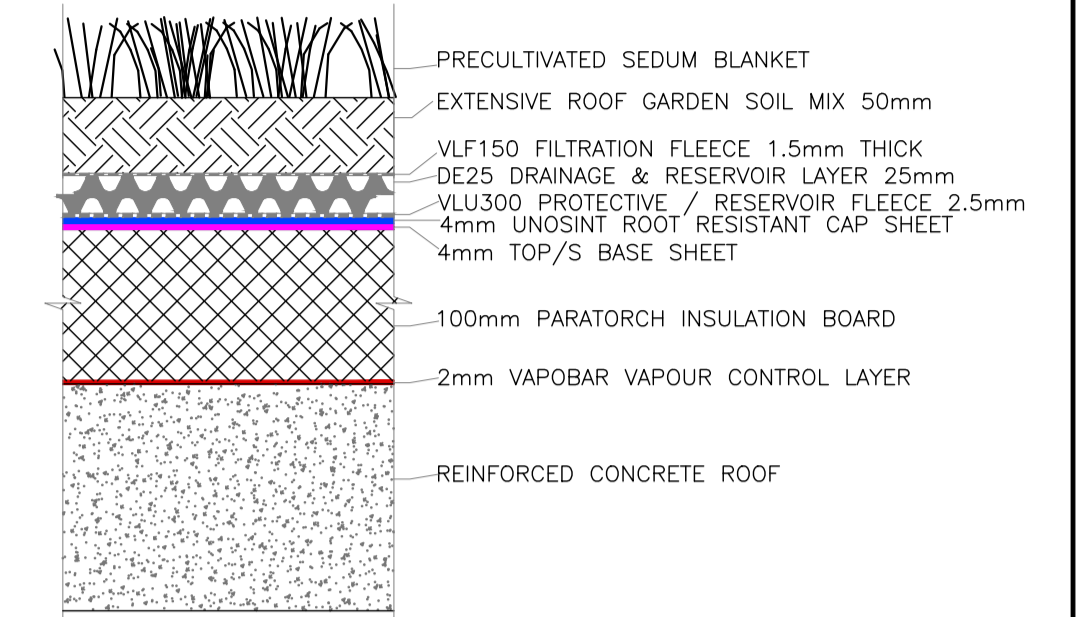 PRECULTIVATED SEDUM BLANKET
EXTENSIVE ROOF GARDEN SOIL MIX 50mm
VLF150 FILTRATION FLEECE 1.5mm THICK
DE25 DRAINAGE & RESERVOIR LAYER 25mm
VLU300 PROTECTIVE / RESERVOIR FLEECE 2.5mm
4mm UNOSINT ROOT RESISTANT CAP SHEET
4mm TOP/S BASE SHEET
100mm PARATORCH INSULATION BOARD
2mm VAPOBAR VAPOUR CONTROL LAYER
REINFORCED CONCRETE ROOF